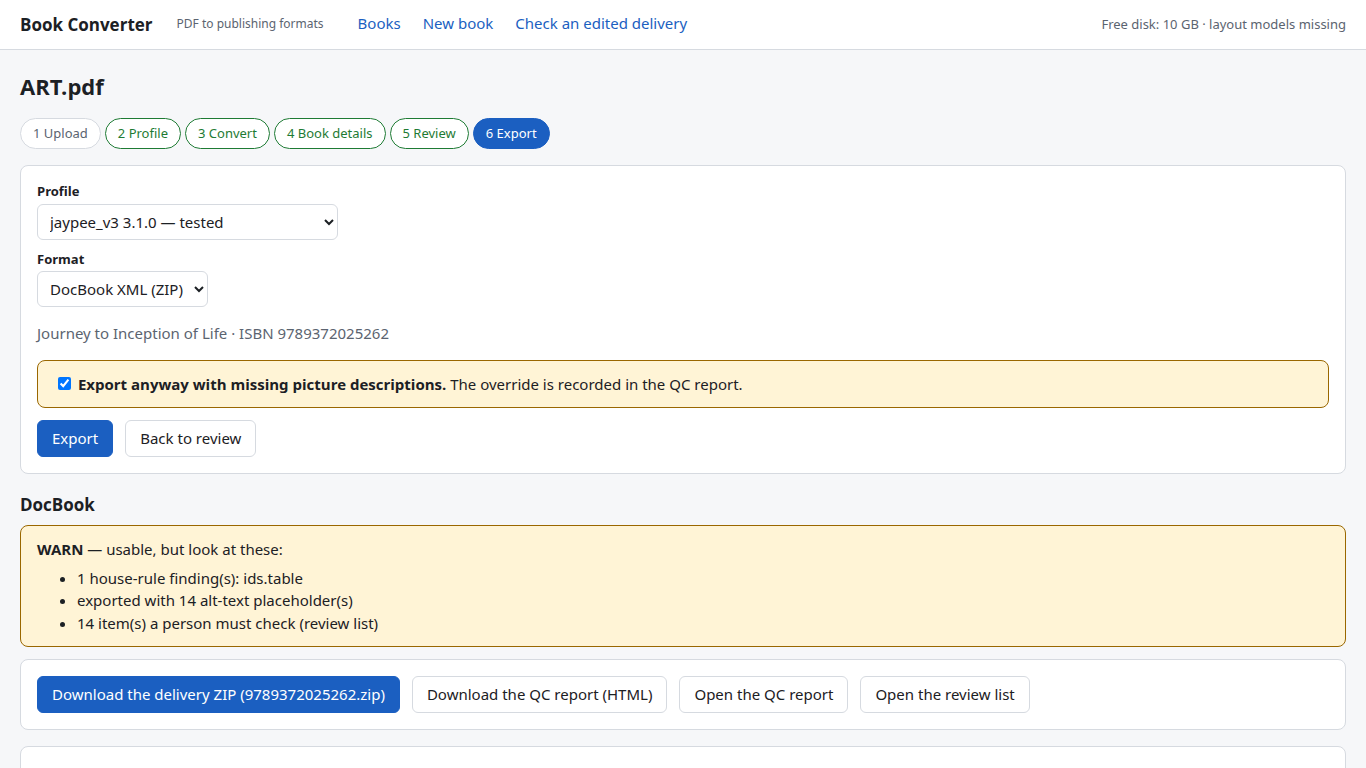 Book Converter PDF to publishing formats Books New book Check an edited delivery Free disk: 10 GB · layout models missing
ART.pdf
1 Upload 2 Profile 3 Convert 4 Book details 5 Review 6 Export
Profile
jaypee_v3 3.1.0 — tested
Format
DocBook XML (ZIP)
Journey to Inception of Life · ISBN 9789372025262
Export anyway with missing picture descriptions. The override is recorded in the QC report.
Export Back to review
DocBook
WARN — usable, but look at these:
• 1 house-rule finding(s): ids.table
• exported with 14 alt-text placeholder(s)
• 14 item(s) a person must check (review list)
Download the delivery ZIP (9789372025262.zip) Download the QC report (HTML) Open the QC report Open the review list